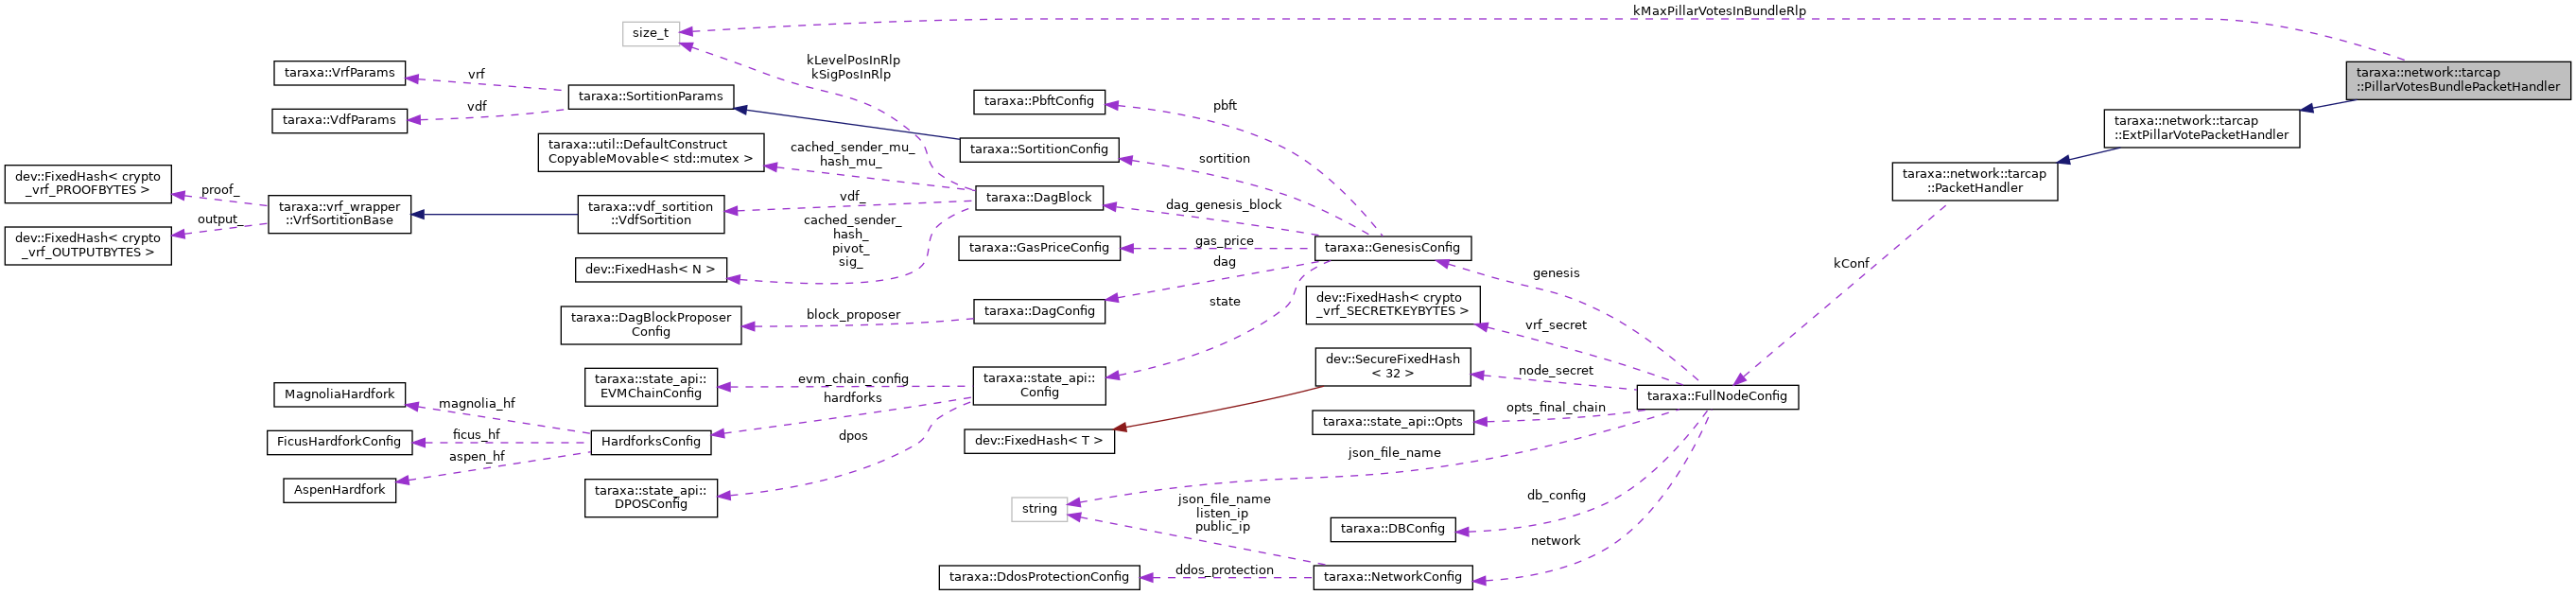 kMaxPillarVotesInBundleRlp
size_t
taraxa::network::tarcap
::PillarVotesBundlePacketHandler
kLevelPosInRlp
kSigPosInRlp
taraxa::VrfParams
vrf
taraxa::SortitionParams
taraxa::VdfParams
vdf
taraxa::PbftConfig
pbft
taraxa::network::tarcap
::ExtPillarVotePacketHandler
taraxa::util::DefaultConstruct
CopyableMovable< std::mutex >
cached_sender_mu_
hash_mu_
taraxa::SortitionConfig
sortition
taraxa::network::tarcap
::PacketHandler
dev::FixedHash< crypto
_vrf_PROOFBYTES >
proof_
output_
dev::FixedHash< crypto
_vrf_OUTPUTBYTES >
taraxa::vrf_wrapper
::VrfSortitionBase
taraxa::vdf_sortition
::VdfSortition
vdf_
taraxa::DagBlock
dag_genesis_block
cached_sender_
hash_
pivot_
sig_
dev::FixedHash< N >
taraxa::GasPriceConfig
gas_price
taraxa::GenesisConfig
dag
kConf
genesis
state
taraxa::DagBlockProposer
Config
block_proposer
taraxa::DagConfig
dev::FixedHash< crypto
_vrf_SECRETKEYBYTES >
vrf_secret
dev::SecureFixedHash
< 32 >
node_secret
taraxa::FullNodeConfig
taraxa::state_api::
EVMChainConfig
evm_chain_config
hardforks
taraxa::state_api::
Config
MagnoliaHardfork
magnolia_hf
opts_final_chain
taraxa::state_api::Opts
FicusHardforkConfig
ficus_hf
HardforksConfig
dpos
dev::FixedHash< T >
json_file_name
AspenHardfork
aspen_hf
taraxa::state_api::
DPOSConfig
string
json_file_name
listen_ip
public_ip
db_config
taraxa::DBConfig
network
taraxa::DdosProtectionConfig
ddos_protection
taraxa::NetworkConfig